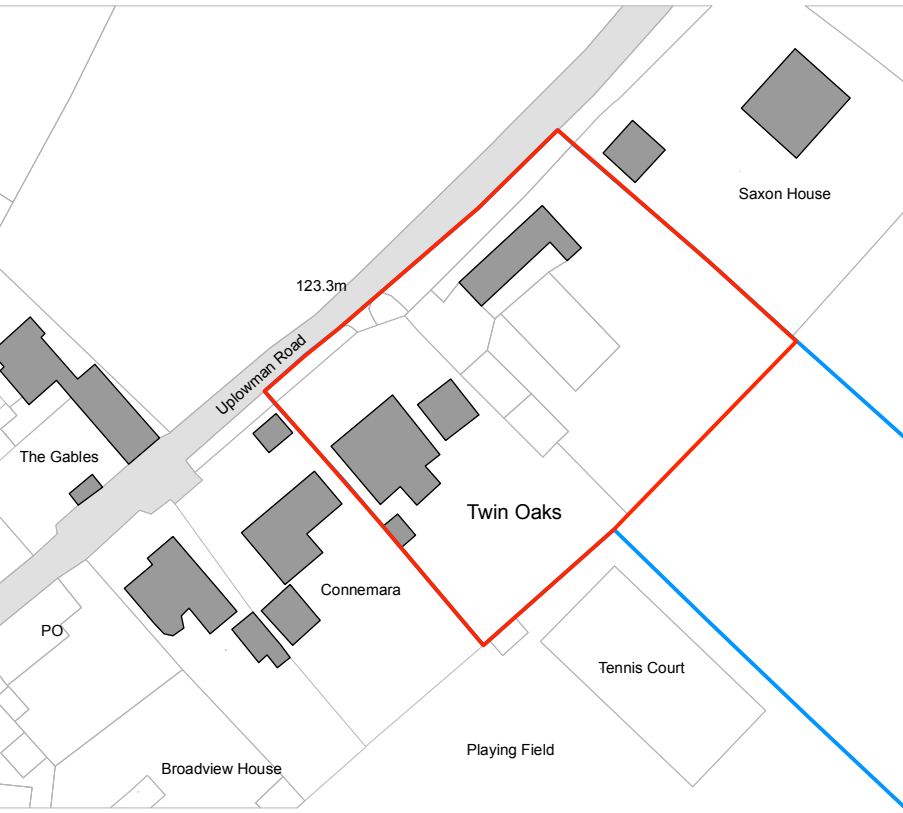 Saxon House
123.3m
Uplowman Road
The Gables
Twin Oaks
Connemara
PO
Tennis Court
Playing Field
Broadview House